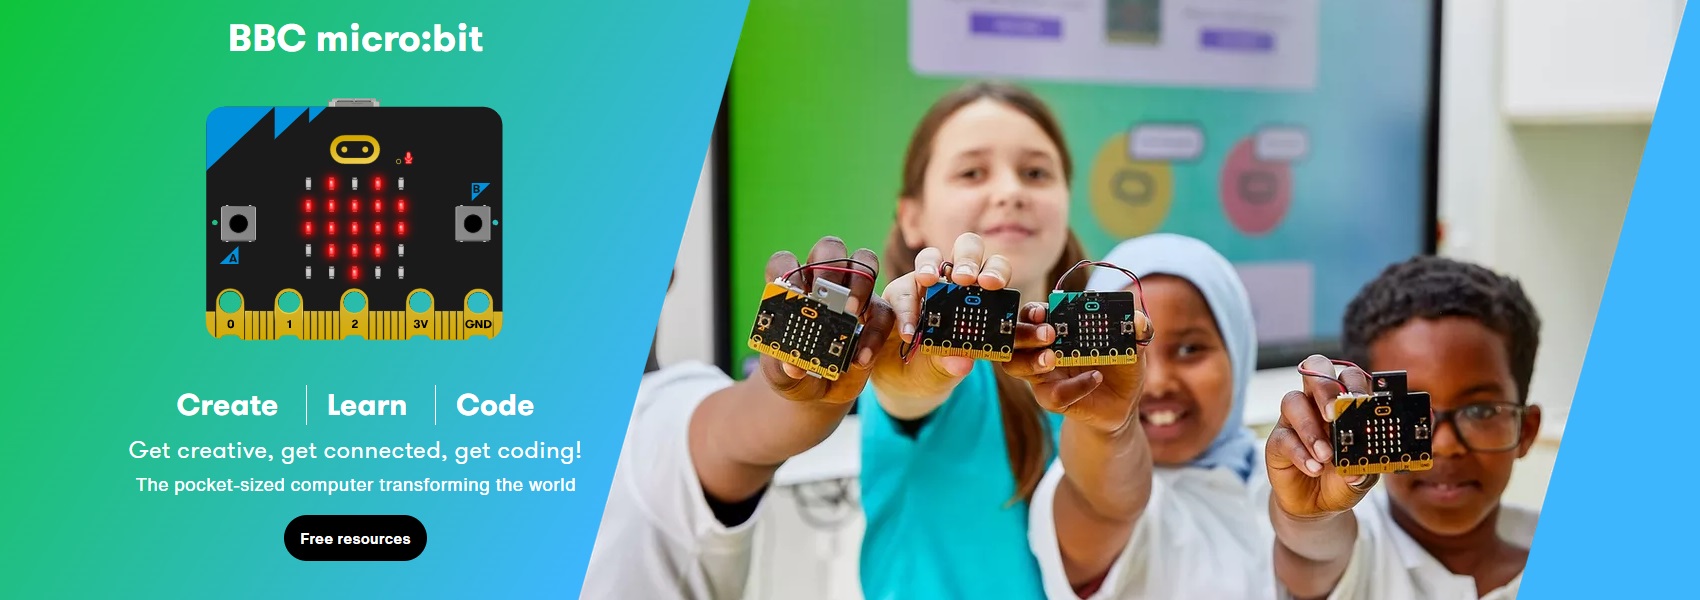 BBC micro:bit
B
A
0 1 2 3V GND
Create Learn Code
Get creative, get connected, get coding!
The pocket-sized computer transforming the world
Free resources